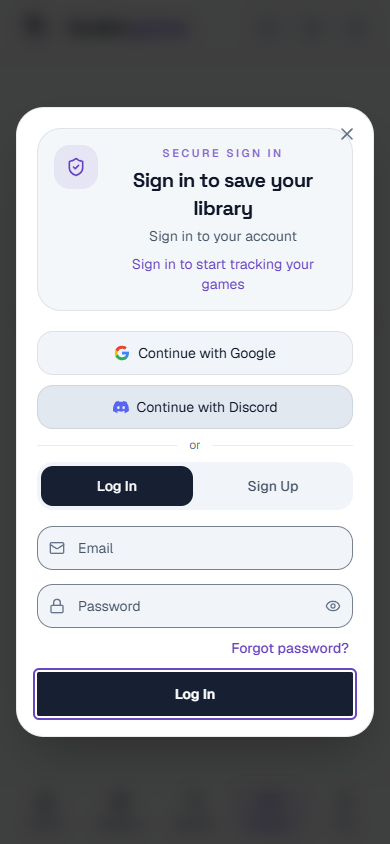 SECURE SIGN IN
Sign in to save your
library
Sign in to your account
Sign in to start tracking your
games
Continue with Google
Continue with Discord
or
Log In
Sign Up
Email
Password
Forgot password?
Log In